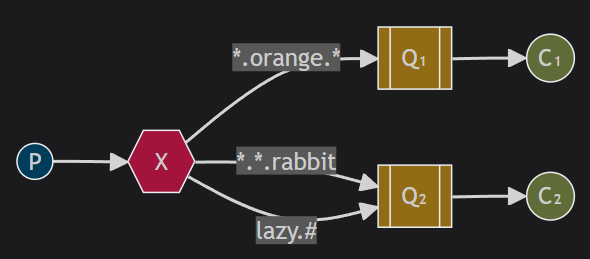 *.orange.*
Q₁
C₁
P
X
*.*.rabbit
Q₂
C₂
lazy.#